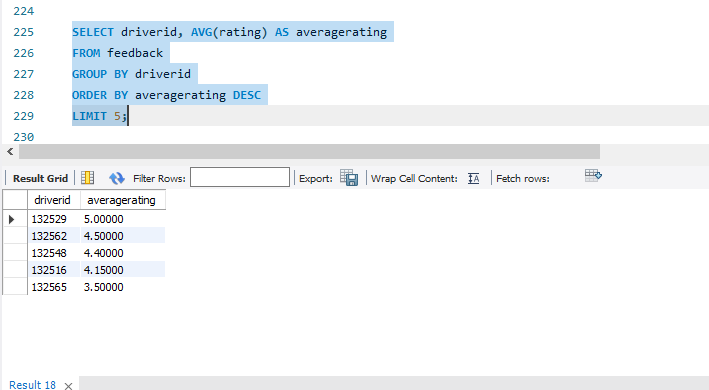 224
225 SELECT driverid, AVG(rating) AS averagerating
226 FROM feedback
227 GROUP BY driverid
228 ORDER BY averagerating DESC
229 LIMIT 5;
230
Result Grid Filter Rows: Export: Wrap Cell Content: IA Fetch rows:
driverid averagerating
132529 5.00000
132562 4.50000
132548 4.40000
132516 4.15000
132565 3.50000
Result 18 ×